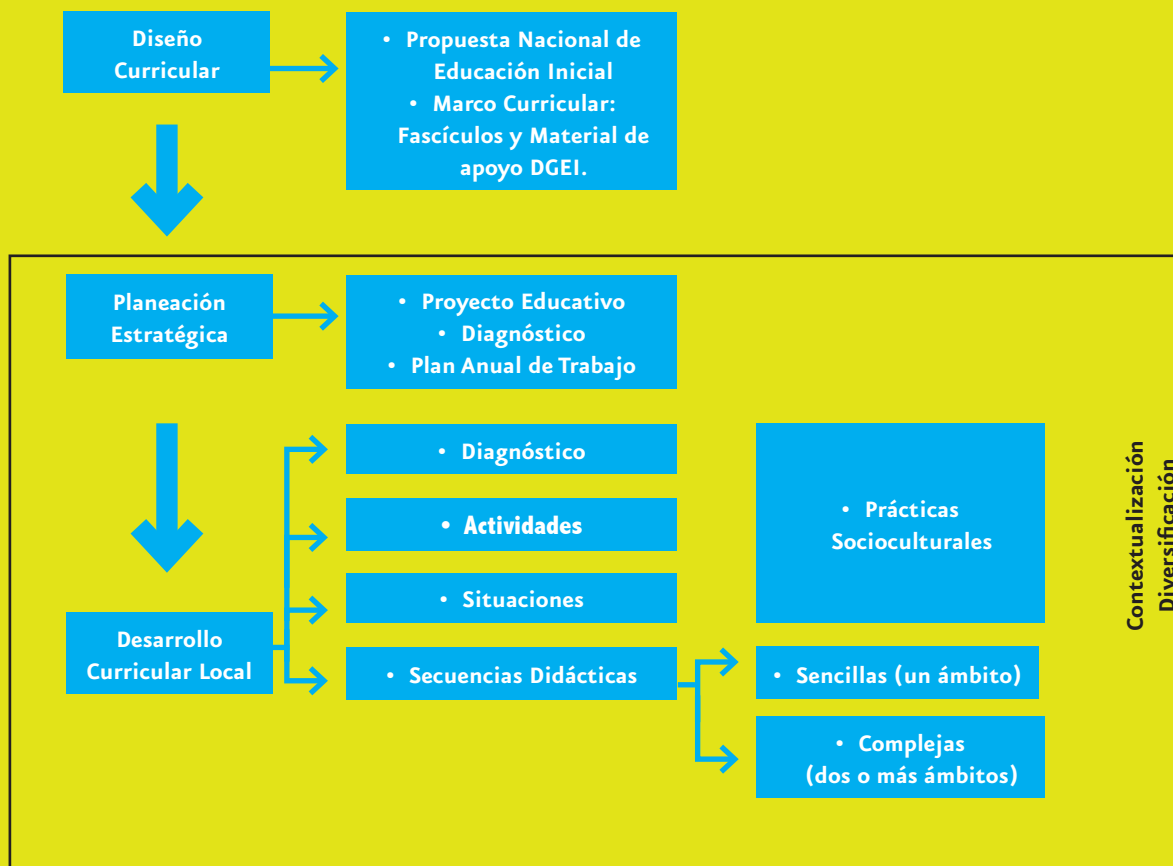 Diseño
Curricular
• Propuesta Nacional de
Educación Inicial
• Marco Curricular:
Fascículos y Material de
apoyo DGEI.
Planeación
Estratégica
• Proyecto Educativo
• Diagnóstico
• Plan Anual de Trabajo
Desarrollo
Curricular Local
• Diagnóstico
• Actividades
• Situaciones
• Secuencias Didácticas
• Prácticas
Socioculturales
• Sencillas (un ámbito)
• Complejas
(dos o más ámbitos)
Contextualización
Diversificación